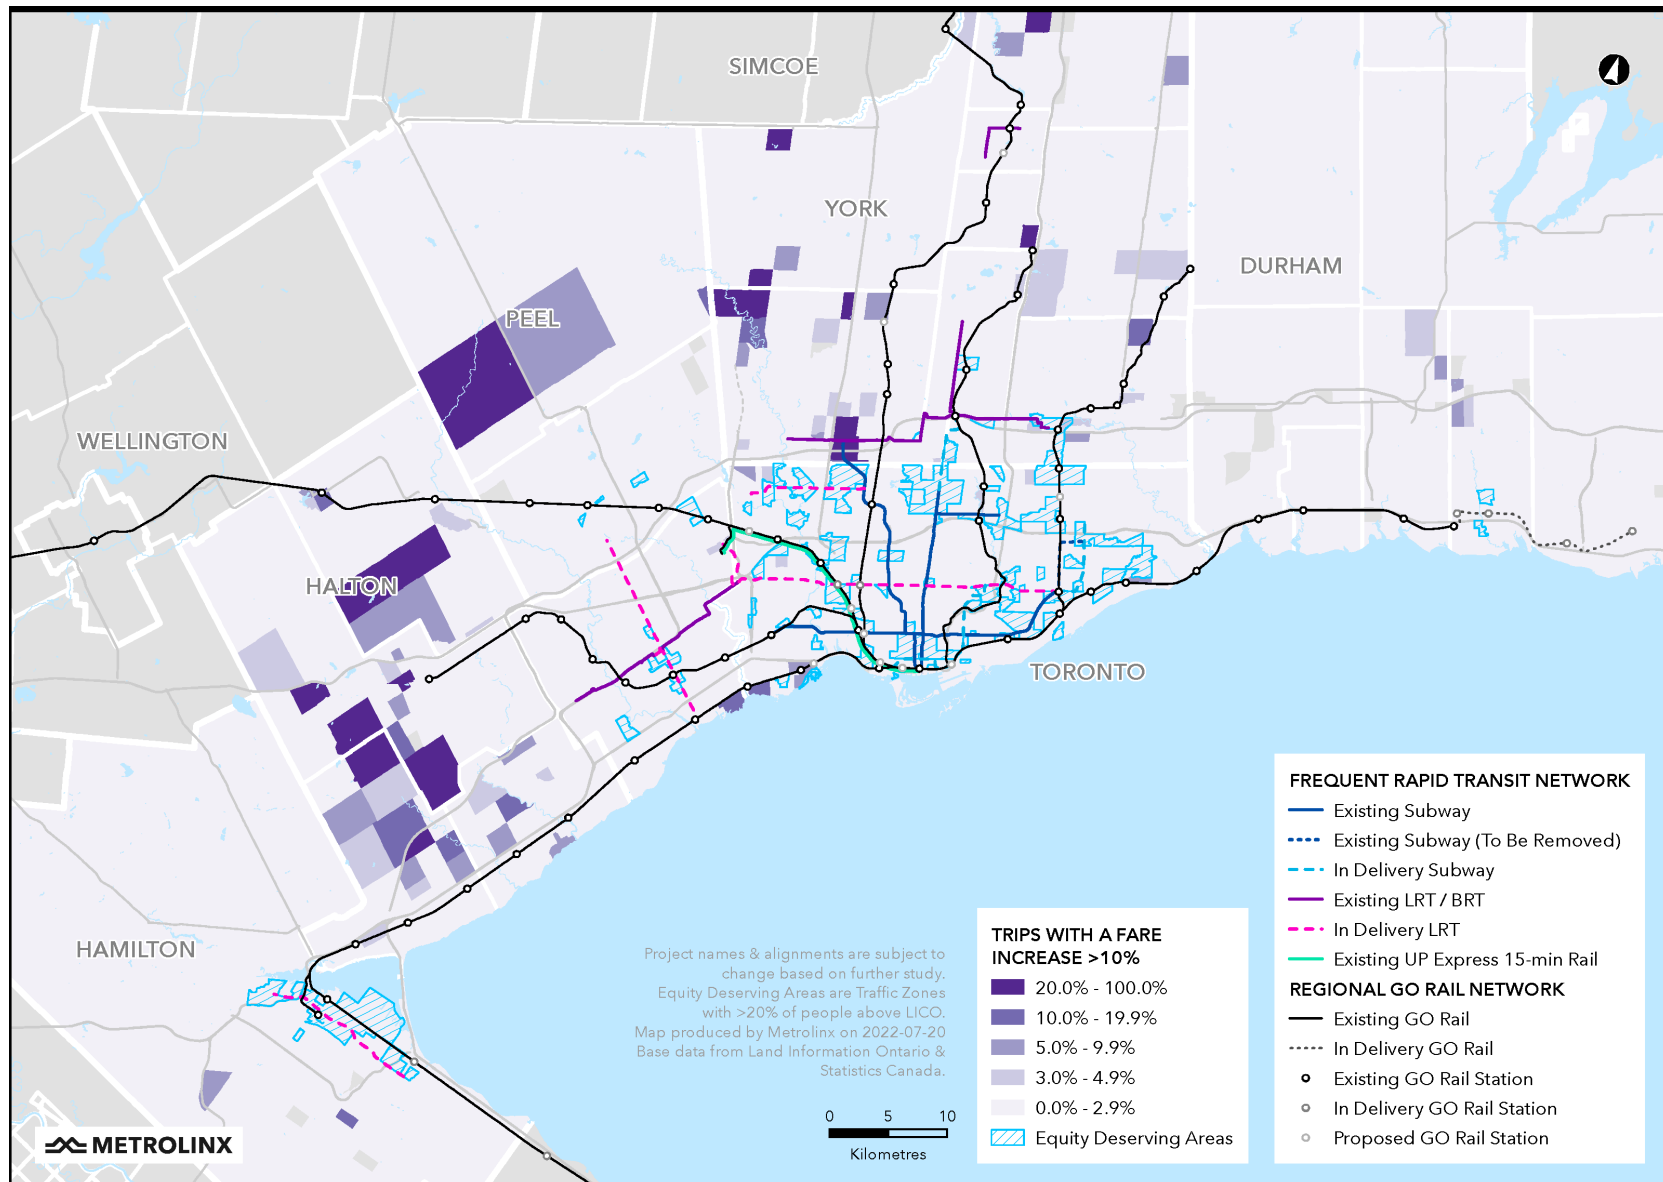 SIMCOE
YORK
DURHAM
PEEL
WELLINGTON
HALTON
TORONTO
HAMILTON
Project names & alignments are subject to
change based on further study.
Equity Deserving Areas are Traffic Zones
with >20% of people above LICO.
Map produced by Metrolinx on 2022-07-20
Base data from Land Information Ontario &
Statistics Canada.
0 5 10
Kilometres
METROLINX
TRIPS WITH A FARE
INCREASE >10%
20.0% - 100.0%
10.0% - 19.9%
5.0% - 9.9%
3.0% - 4.9%
0.0% - 2.9%
Equity Deserving Areas
FREQUENT RAPID TRANSIT NETWORK
Existing Subway
Existing Subway (To Be Removed)
In Delivery Subway
Existing LRT / BRT
In Delivery LRT
Existing UP Express 15-min Rail
REGIONAL GO RAIL NETWORK
Existing GO Rail
In Delivery GO Rail
Existing GO Rail Station
In Delivery GO Rail Station
Proposed GO Rail Station